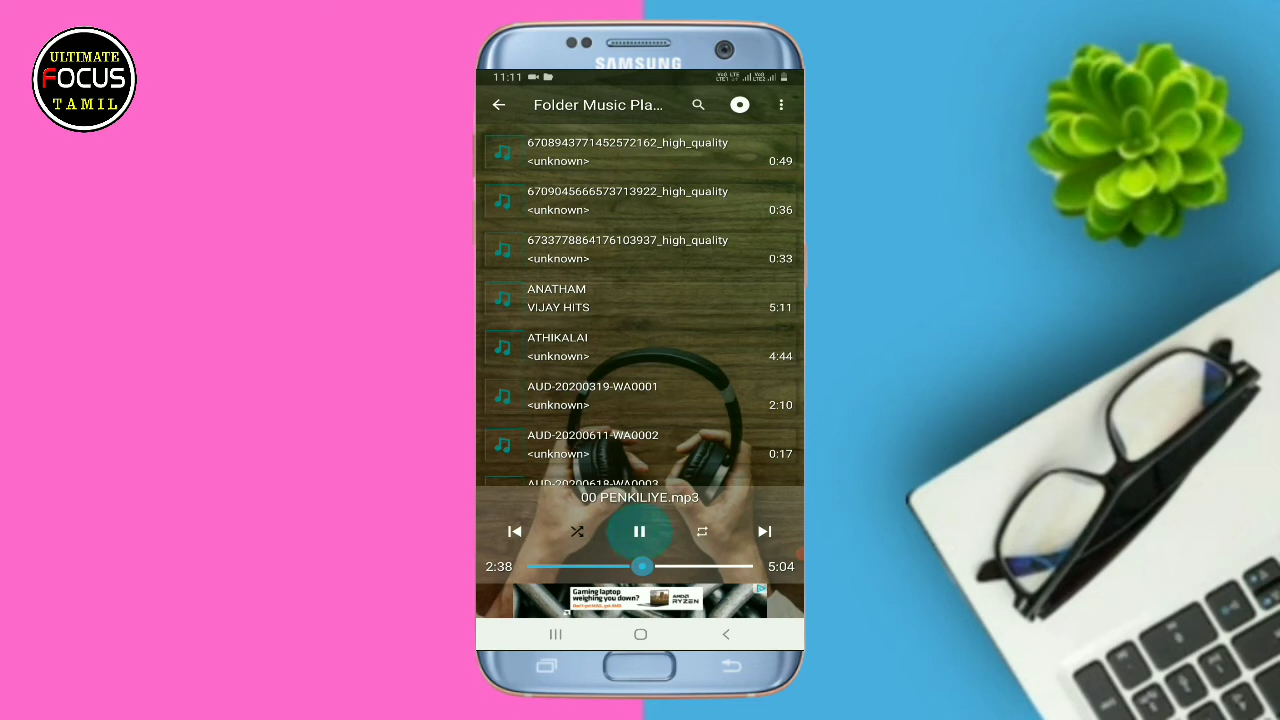 ULTIMATE
FOCUS
TAMIL
SAMSUNG
11:11
Folder Music Pla...
6708943771452572162_high_quality
<unknown> 0:49
6709045666573713922_high_quality
<unknown> 0:36
6733778864176103937_high_quality
<unknown> 0:33
ANATHAM
VIJAY HITS 5:11
ATHIKALAI
<unknown> 4:44
AUD-20200319-WA0001
<unknown> 2:10
AUD-20200611-WA0002
<unknown> 0:17
AUD-20200618-WA0003
00 PENKILIYE.mp3
2:38 5:04
Gaming laptop
weighing you down?
AMD
RYZEN